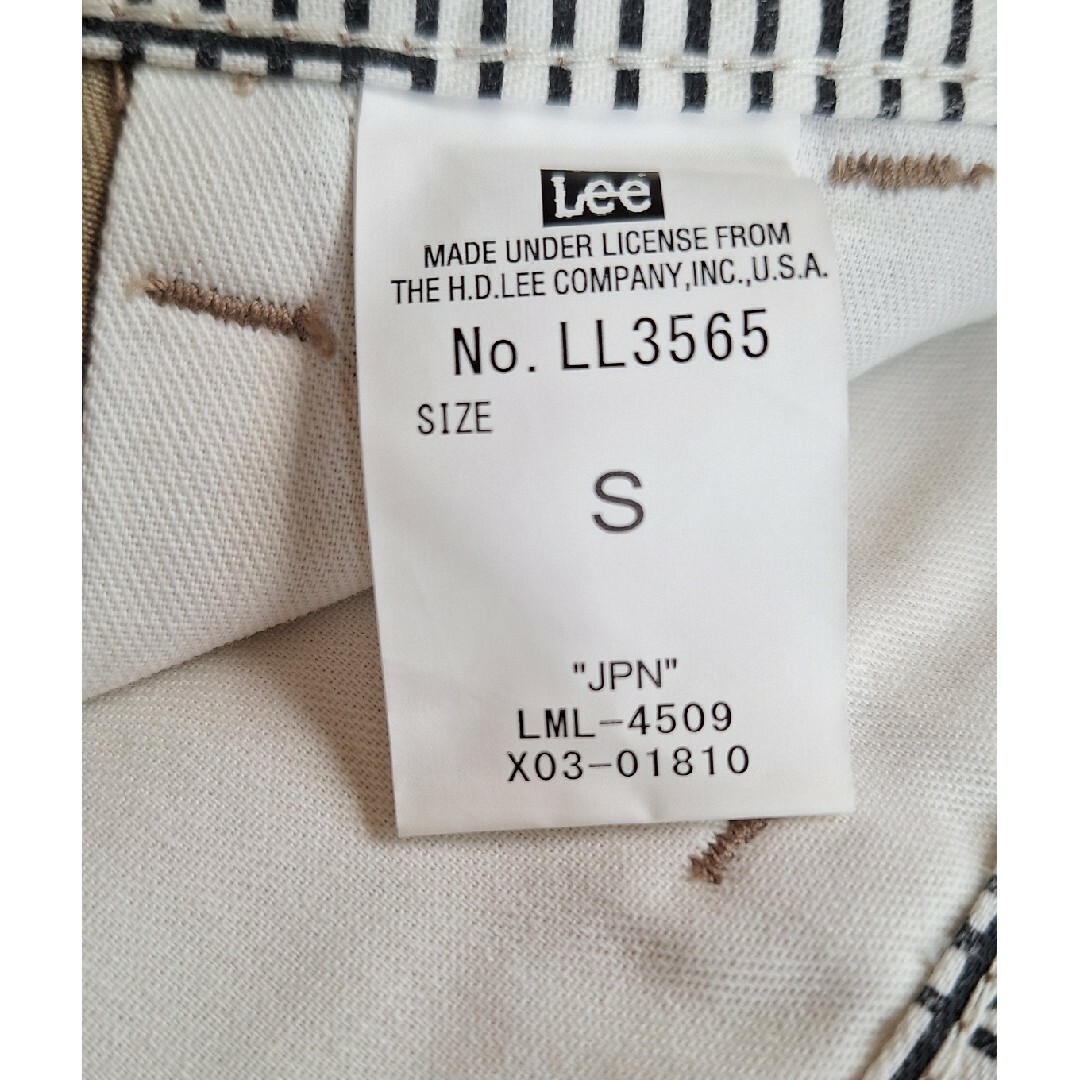 Lee
MADE UNDER LICENSE FROM
THE H.D.LEE COMPANY,INC.,U.S.A.
No. LL3565
SIZE
S
"JPN"
LML-4509
X03-01810